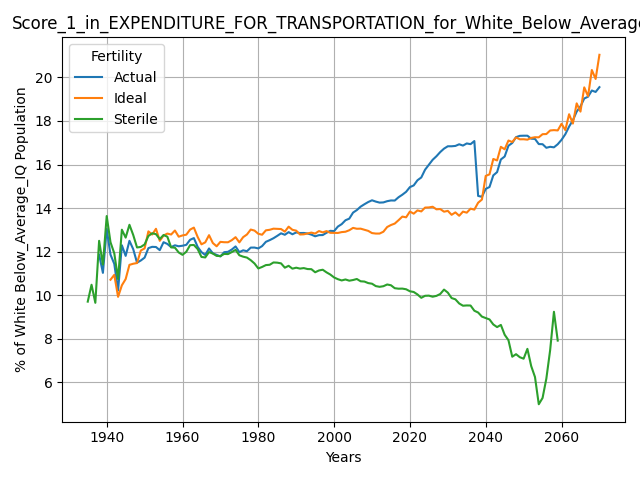 Score_1_in_EXPENDITURE_FOR_TRANSPORTATION_for_White_Below_Average
Fertility
Actual
Ideal
Sterile
% of White Below_Average_IQ Population
20
18
16
14
12
10
8
6
1940 1960 1980 2000 2020 2040 2060
Years